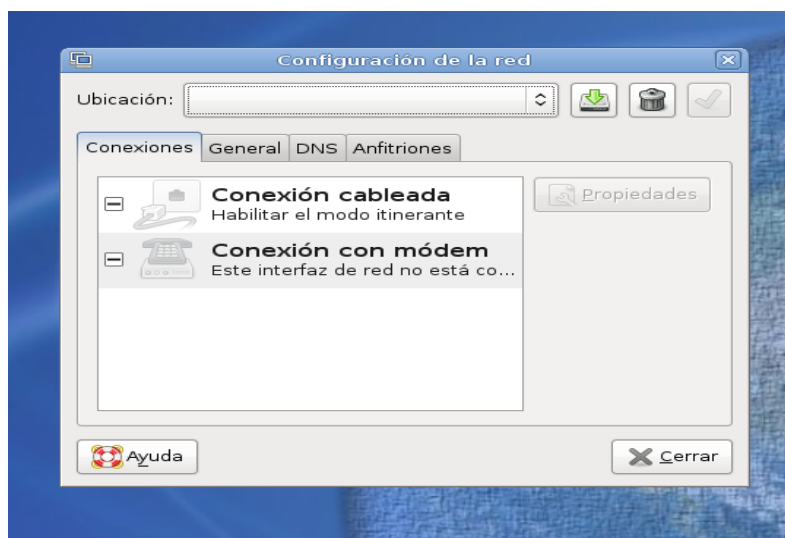 Configuración de la red
Ubicación:
Conexiones General DNS Anfitriones
Conexión cableada
Habilitar el modo itinerante
Propiedades
Conexión con módem
Este interfaz de red no está co...
Ayuda
Cerrar